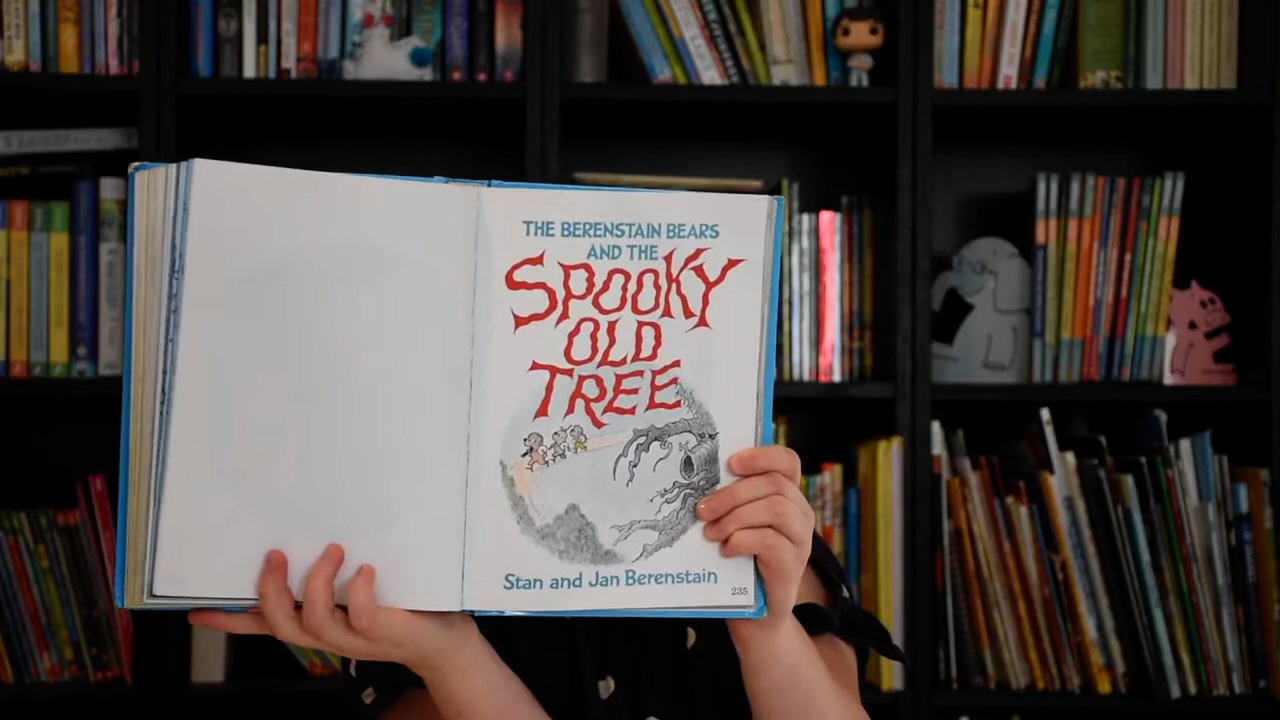 THE BERENSTAIN BEARS
AND THE
SPOOKY
OLD
TREE
Stan and Jan Berenstain
235